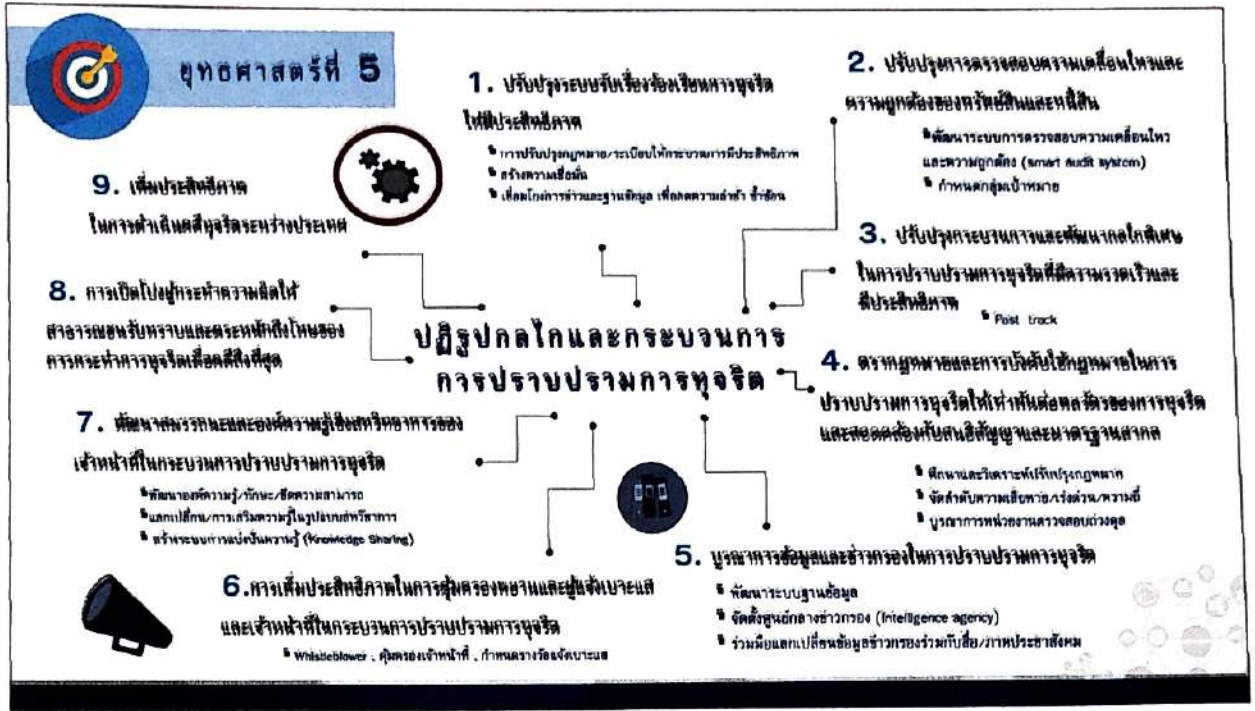 ยุทธศาสตร์ที่ 5
1. ปรับปรุงระบบรับเรื่องร้องเรียนการทุจริต
ให้มีประสิทธิภาพ
การปรับปรุงกฎหมาย/ระเบียบให้กระบวนการมีประสิทธิภาพ
สร้างความเชื่อมั่น
เชื่อมโยงการข่าวและฐานข้อมูล เพื่อลดความล่าช้า ซ้ำซ้อน
2. ปรับปรุงการตรวจสอบความเคลื่อนไหวและ
ความถูกต้องของทรัพย์สินและหนี้สิน
พัฒนาระบบการตรวจสอบความเคลื่อนไหว
และความถูกต้อง (smart audit system)
กำหนดกลุ่มเป้าหมาย
3. ปรับปรุงกระบวนการและพัฒนากลไกพิเศษ
ในการปราบปรามการทุจริตที่มีความรวดเร็วและ
มีประสิทธิภาพ
Fast track
4. ตรากฎหมายและการบังคับใช้กฎหมายในการ
ปราบปรามการทุจริตให้เท่าทันต่อพลวัตรของการทุจริต
และสอดคล้องกับสนธิสัญญาและมาตรฐานสากล
ศึกษาและวิเคราะห์ปรับปรุงกฎหมาย
จัดลำดับความเสียหาย/เร่งด่วน/ความถี่
บูรณาการหน่วยงานตรวจสอบถ่วงดุล
5. บูรณาการข้อมูลและข่าวกรองในการปราบปรามการทุจริต
พัฒนาระบบฐานข้อมูล
จัดตั้งศูนย์กลางข่าวกรอง (Intelligence agency)
ร่วมมือแลกเปลี่ยนข้อมูลข่าวกรองร่วมกับสื่อ/ภาคประชาสังคม
6. การเพิ่มประสิทธิภาพในการคุ้มครองพยานและผู้แจ้งเบาะแส
และเจ้าหน้าที่ในกระบวนการปราบปรามการทุจริต
Whistleblower , คุ้มครองเจ้าหน้าที่ , กำหนดรางวัลแจ้งเบาะแส
7. พัฒนาสมรรถนะและองค์ความรู้เชิงสหวิทยาการของ
เจ้าหน้าที่ในกระบวนการปราบปรามการทุจริต
พัฒนาองค์ความรู้/ทักษะ/ขีดความสามารถ
แลกเปลี่ยน/การเสริมความรู้ในรูปแบบสหวิทยาการ
สร้างระบบการแบ่งปันความรู้ (Knowledge Sharing)
8. การเปิดโปงผู้กระทำความผิดให้
สาธารณชนรับทราบและตระหนักถึงโทษของ
การกระทำการทุจริตเมื่อคดีถึงที่สุด
9. เพิ่มประสิทธิภาพ
ในการดำเนินคดีทุจริตระหว่างประเทศ
ปฏิรูปกลไกและกระบวนการ
การปราบปรามการทุจริต